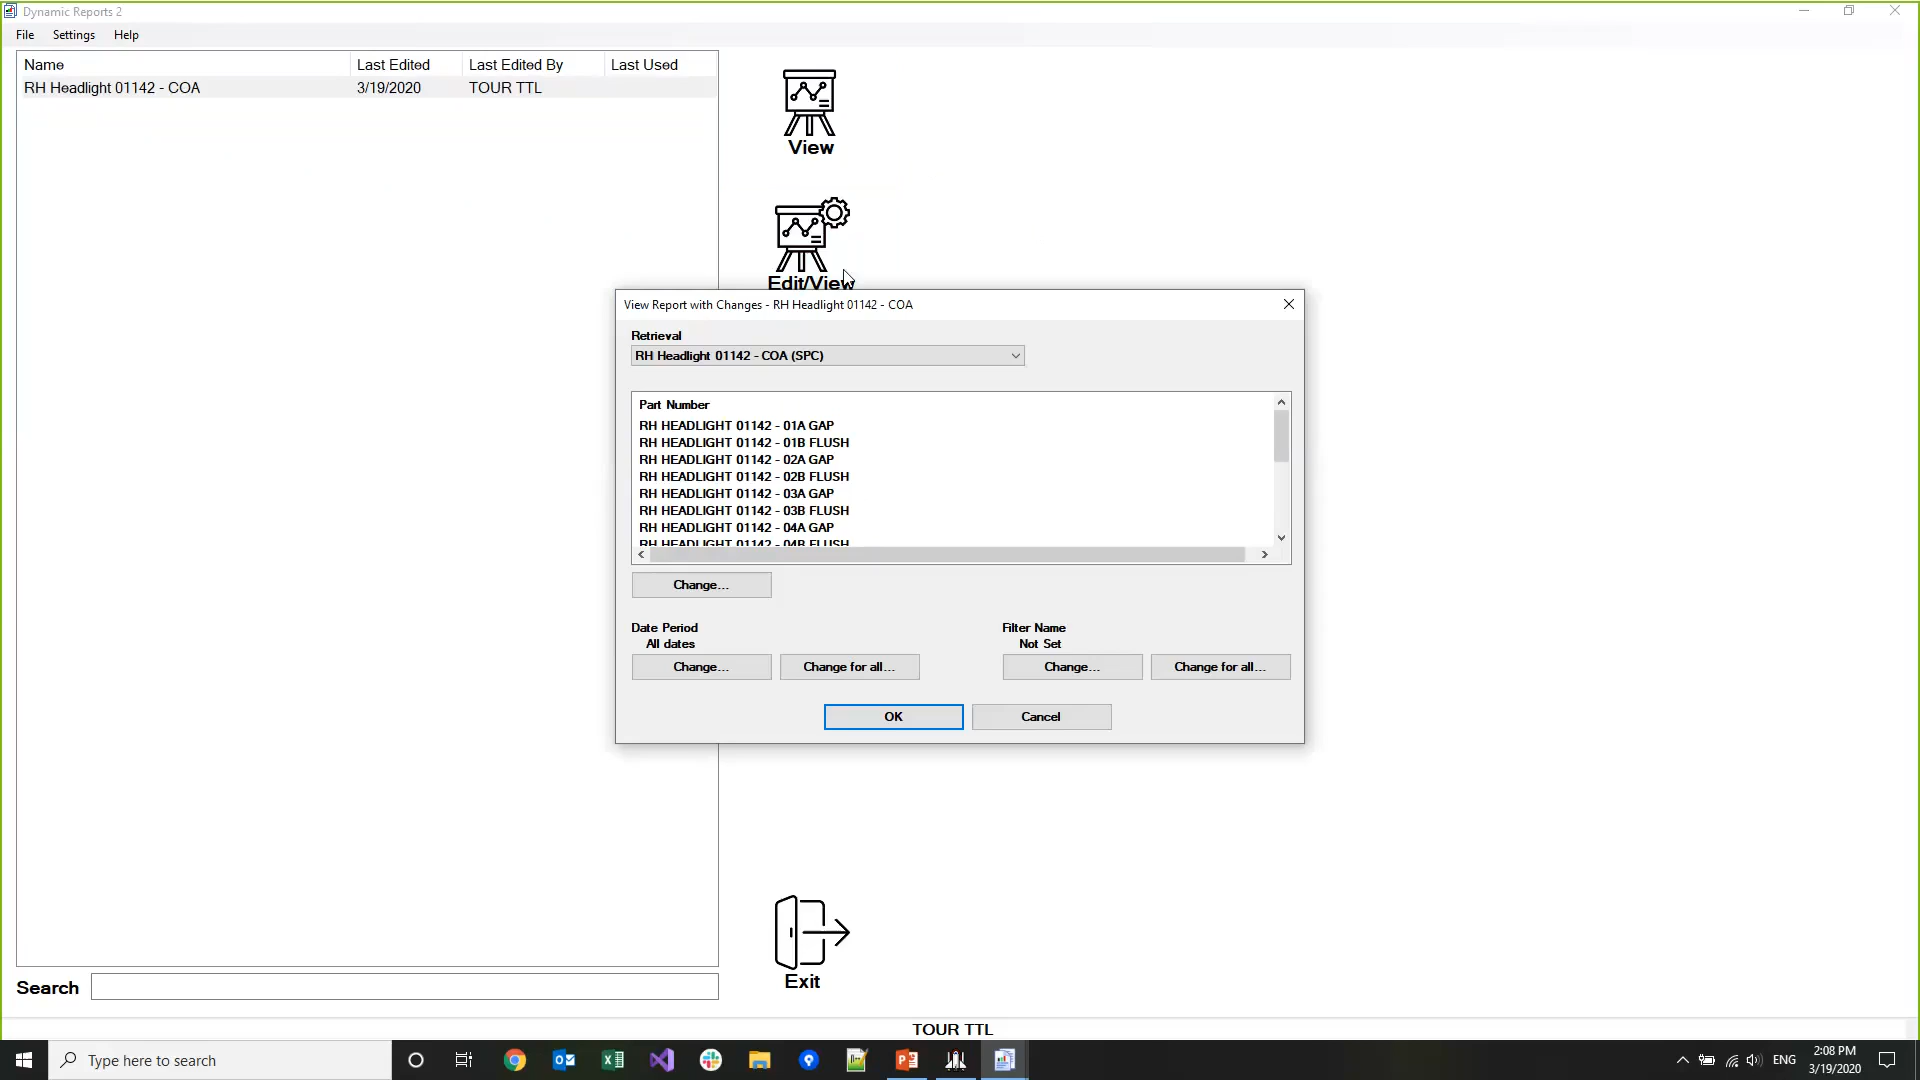 Dynamic Reports 2
File Settings Help
Name Last Edited Last Edited By Last Used
RH Headlight 01142 - COA 3/19/2020 TOUR TTL
View
Edit/View
View Report with Changes - RH Headlight 01142 - COA
Retrieval
RH Headlight 01142 - COA (SPC)
Part Number
RH HEADLIGHT 01142 - 01A GAP
RH HEADLIGHT 01142 - 01B FLUSH
RH HEADLIGHT 01142 - 02A GAP
RH HEADLIGHT 01142 - 02B FLUSH
RH HEADLIGHT 01142 - 03A GAP
RH HEADLIGHT 01142 - 03B FLUSH
RH HEADLIGHT 01142 - 04A GAP
RH HEADLIGHT 01142 - 04B FLUSH
Change...
Date Period Filter Name
All dates Not Set
Change... Change for all... Change... Change for all...
OK Cancel
Exit
Search
TOUR TTL
Type here to search
ENG
2:08 PM
3/19/2020